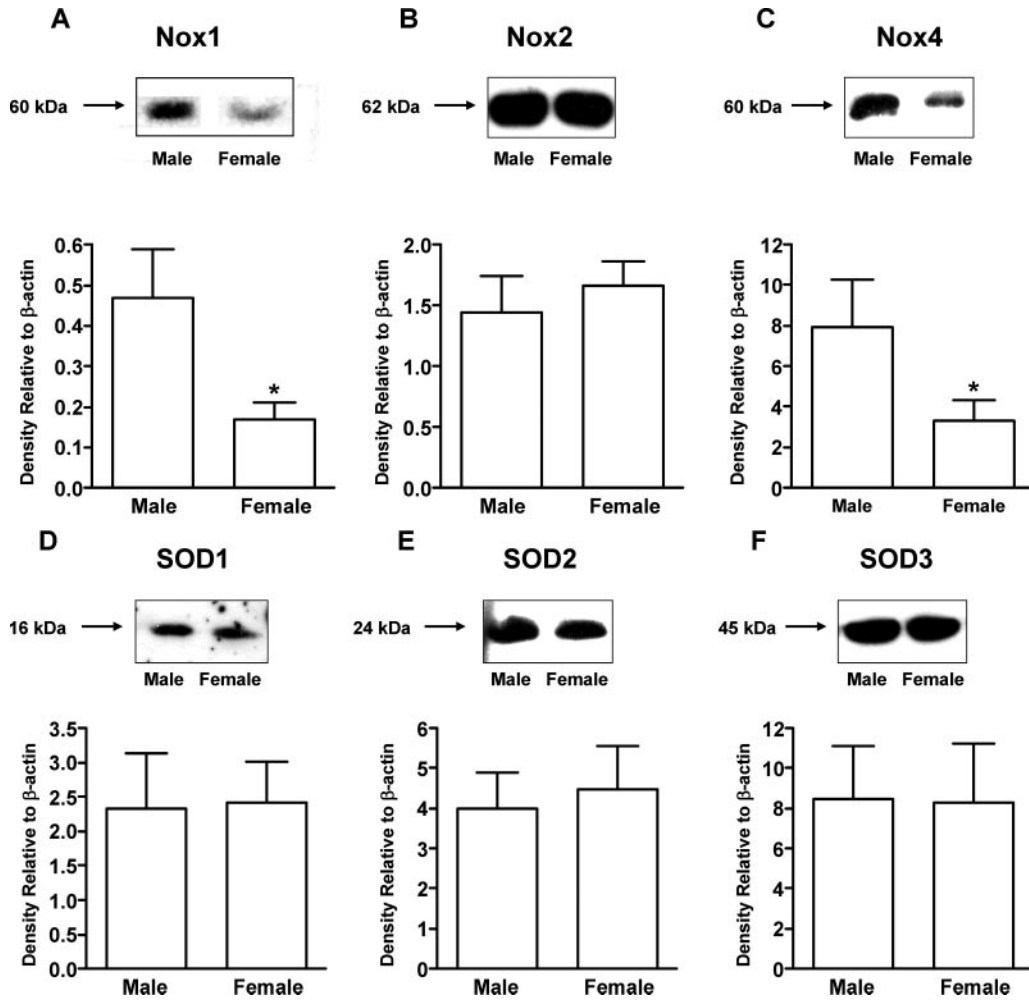 A
Nox1
60 kDa
Male Female
Density Relative to β-actin
0.6
0.5
0.4
0.3
0.2
0.1
0.0
*
Male Female
B
Nox2
62 kDa
Male Female
Density Relative to β-actin
2.0
1.5
1.0
0.5
0.0
Male Female
C
Nox4
60 kDa
Male Female
Density Relative to β-actin
12
10
8
6
4
2
0
*
Male Female
D
SOD1
16 kDa
Male Female
Density Relative to β-actin
3.5
3.0
2.5
2.0
1.5
1.0
0.5
0.0
Male Female
E
SOD2
24 kDa
Male Female
Density Relative to β-actin
6
5
4
3
2
1
0
Male Female
F
SOD3
45 kDa
Male Female
Density Relative to β-actin
12
10
8
6
4
2
0
Male Female